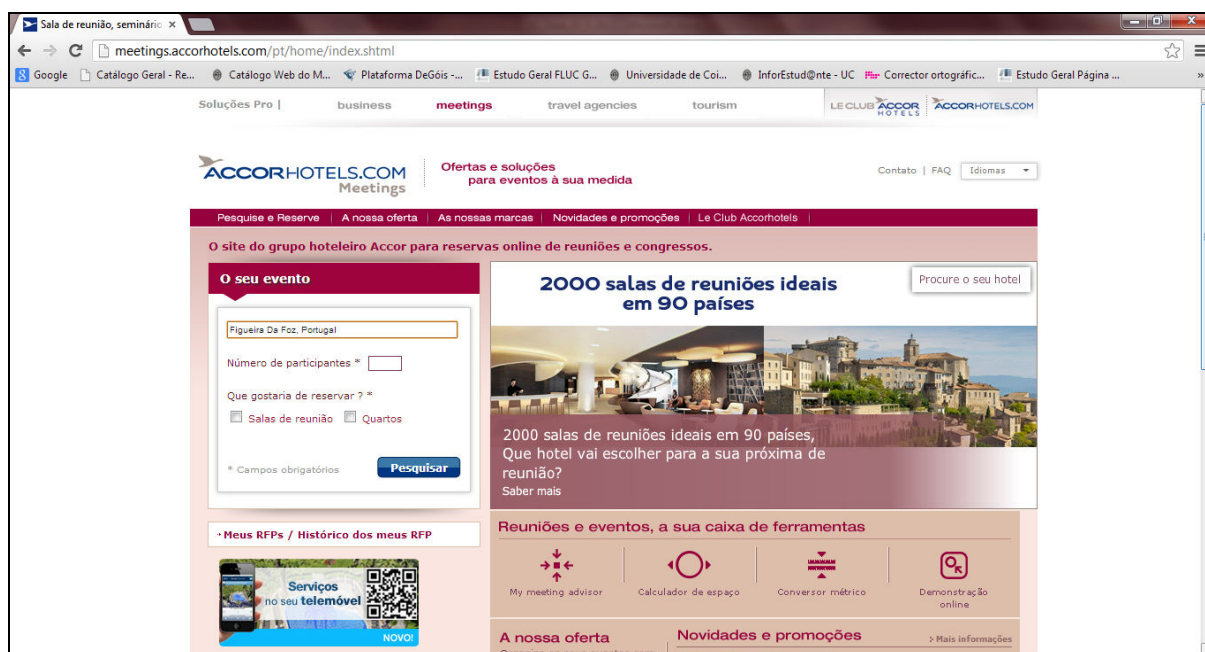 Sala de reunião, seminário
meetings.accorhotels.com/pt/home/index.shtml
Google Catálogo Geral - Re... Catálogo Web do M... Plataforma DeGóis -... Estudo Geral FLUC G... Universidade de Coi... InforEstud@nte - UC Corrector ortográfic... Estudo Geral Página ... »
Soluções Pro | business meetings travel agencies tourism LE CLUB ACCOR HOTELS ACCORHOTELS.COM
ACCORHOTELS.COM
Meetings
Ofertas e soluções
para eventos à sua medida
Contato | FAQ Idiomas
Pesquise e Reserve | A nossa oferta | As nossas marcas | Novidades e promoções | Le Club Accorhotels |
O site do grupo hoteleiro Accor para reservas online de reuniões e congressos.
O seu evento
Figueira Da Foz, Portugal
Número de participantes *
Que gostaria de reservar ? *
Salas de reunião Quartos
* Campos obrigatórios Pesquisar
2000 salas de reuniões ideais
em 90 países
Procure o seu hotel
2000 salas de reuniões ideais em 90 países,
Que hotel vai escolher para a sua próxima de
reunião?
Saber mais
Meus RFPs / Histórico dos meus RFP
Serviços
no seu telemóvel
NOVO!
Reuniões e eventos, a sua caixa de ferramentas
My meeting advisor Calculador de espaço Conversor métrico Demonstração
online
A nossa oferta
Novidades e promoções
> Mais informações